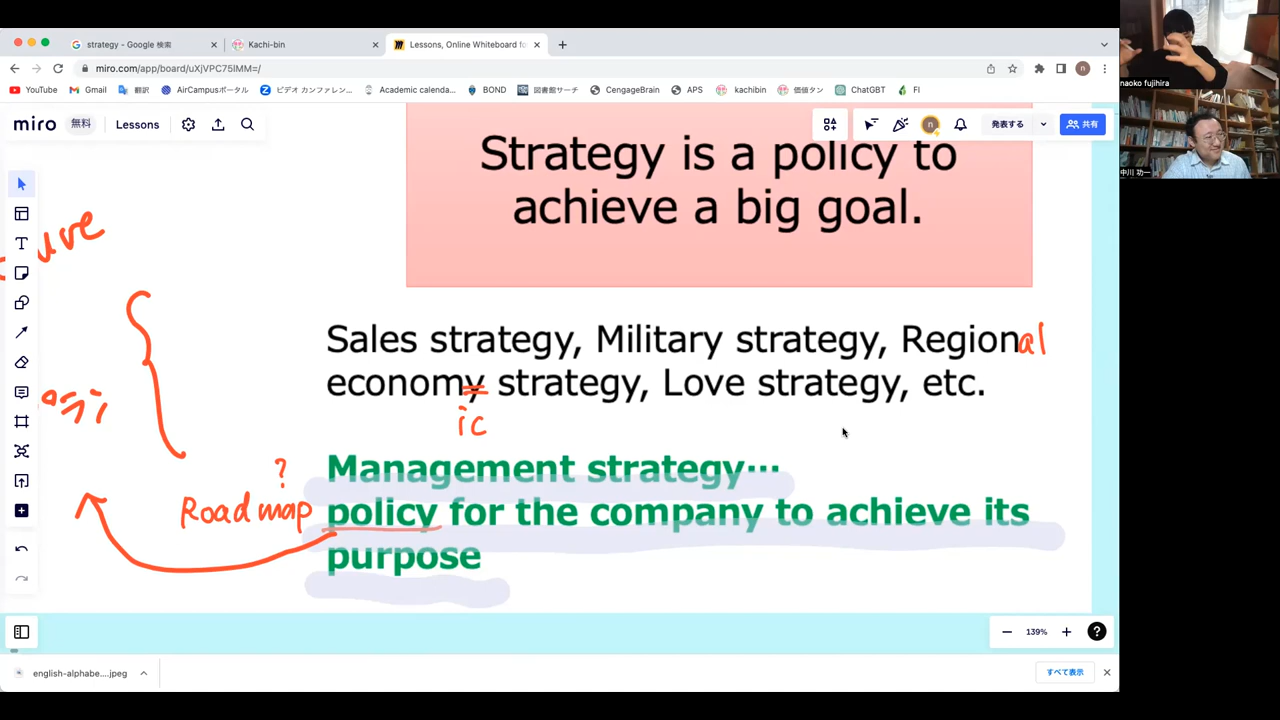 strategy - Google 検索
Kachi-bin
Lessons, Online Whiteboard fo
miro.com/app/board/uXjVPC75IMM=/
YouTube
Gmail
翻訳
AirCampusポータル
ビデオ カンファレン...
Academic calenda...
BOND
図書館サーチ
CengageBrain
APS
kachibin
価値タン
ChatGBT
FI
miro
無料
Lessons
発表する
共有
naoko fujihira
中川 功一
Strategy is a policy to
achieve a big goal.
Sales strategy, Military strategy, Regional
economy strategy, Love strategy, etc.
ic
Management strategy…
?
Roadmap
policy for the company to achieve its
purpose
139%
english-alphabe....jpeg
すべて表示